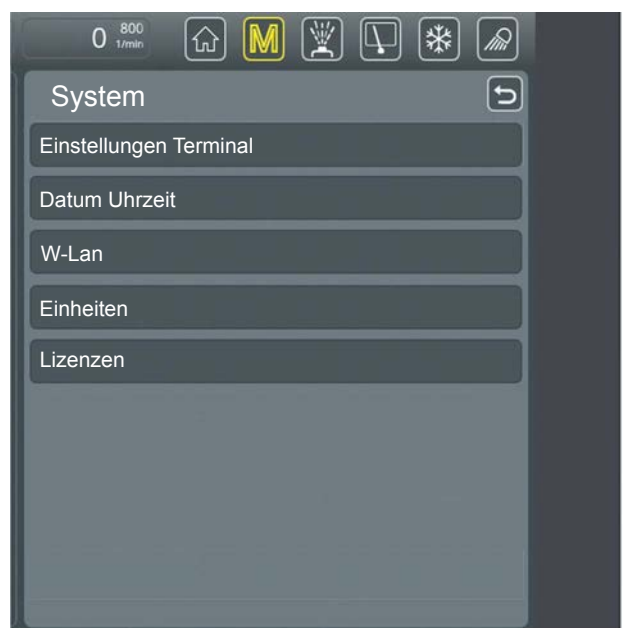 0 800
1/min
M
System
Einstellungen Terminal
Datum Uhrzeit
W-Lan
Einheiten
Lizenzen